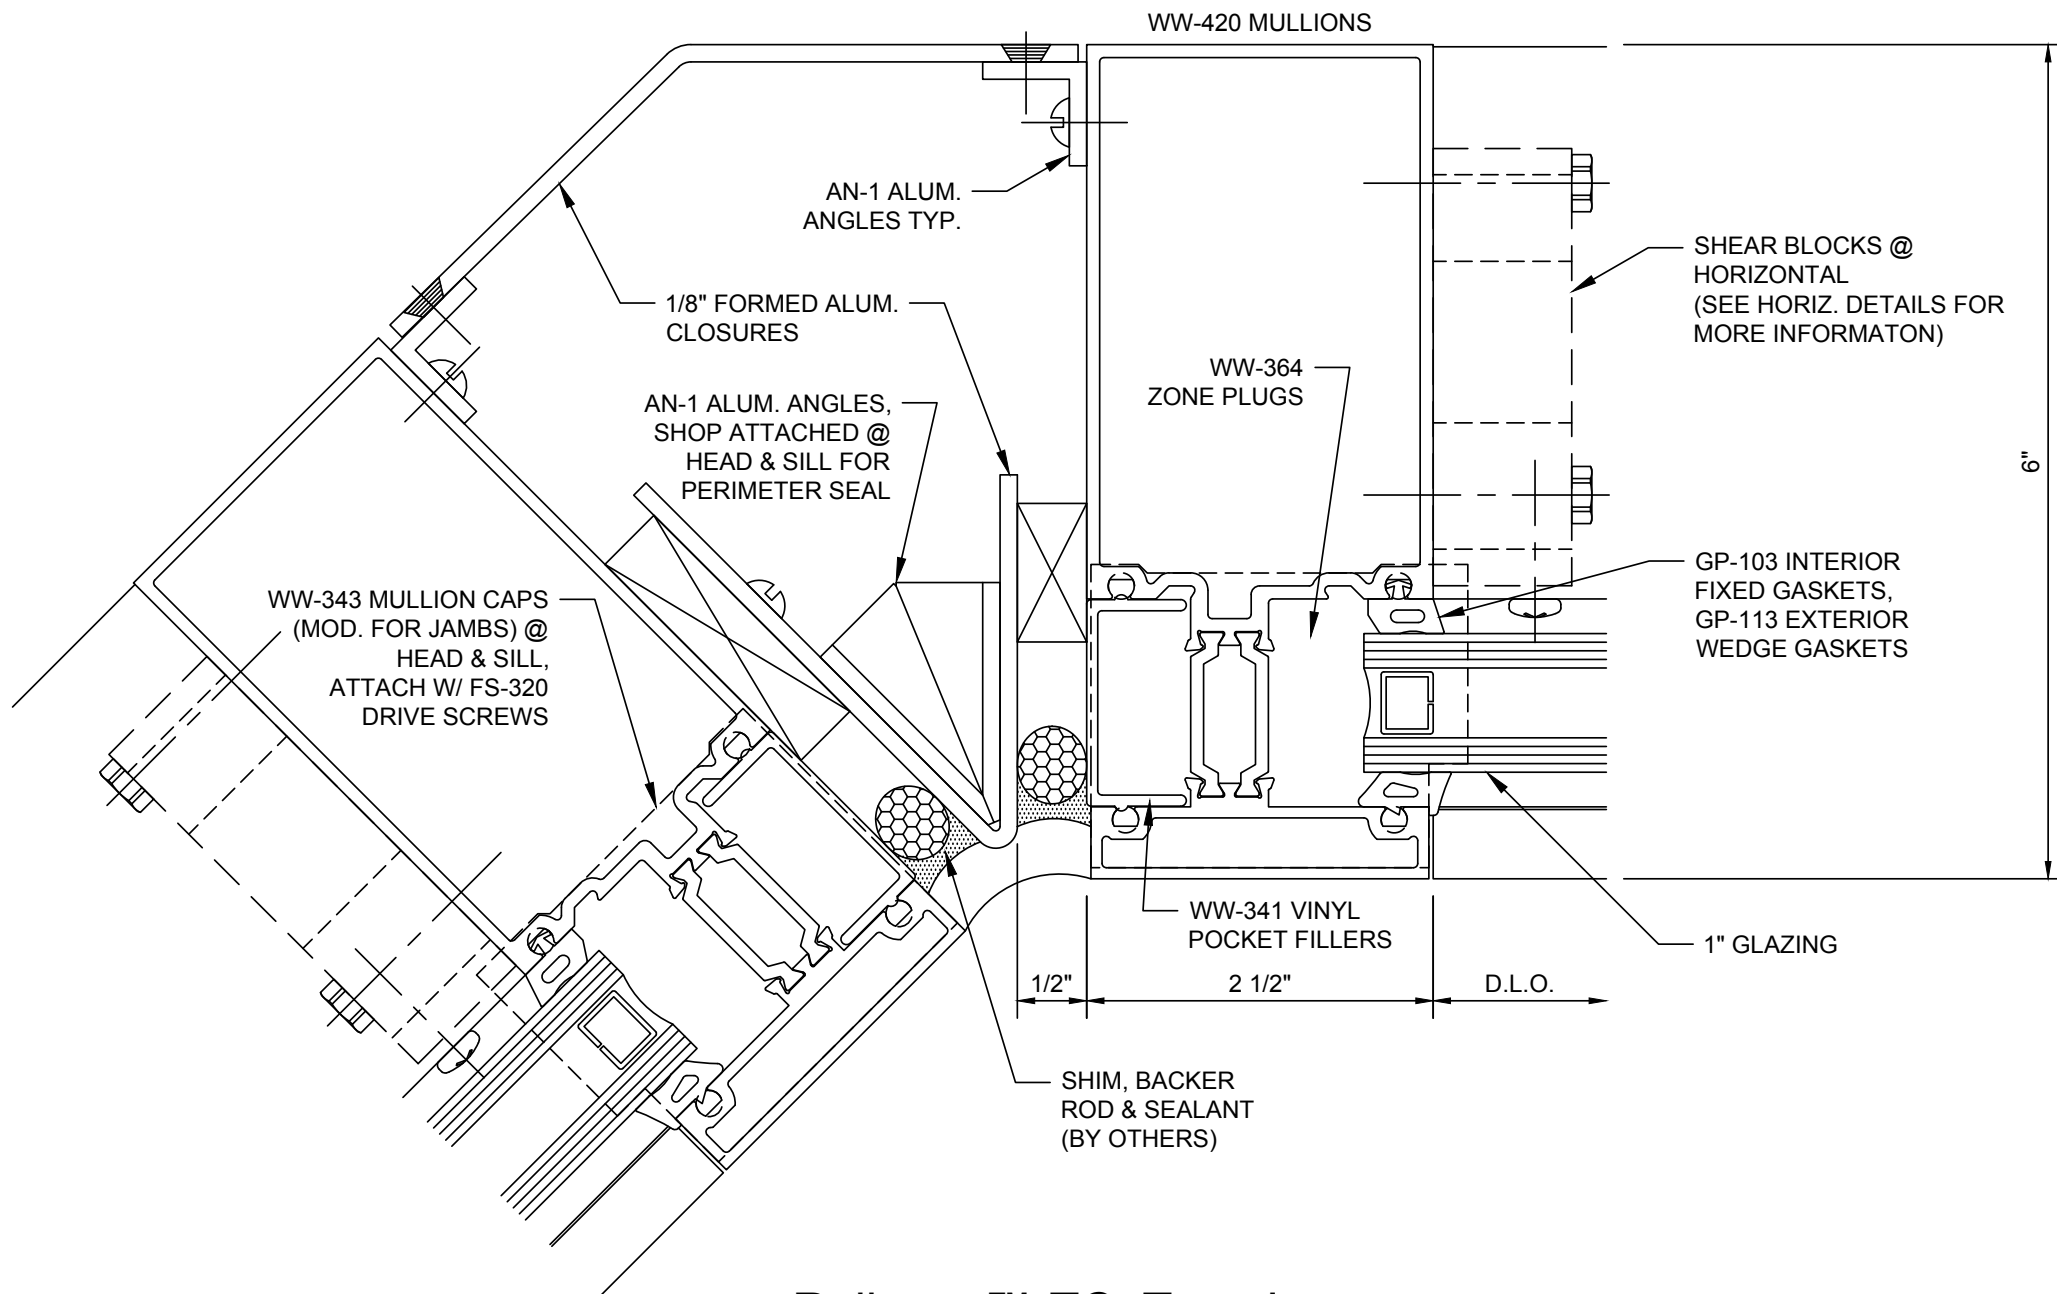 WW-420 MULLIONS
AN-1 ALUM.
ANGLES TYP.
SHEAR BLOCKS @
HORIZONTAL
(SEE HORIZ. DETAILS FOR
MORE INFORMATON)
1/8" FORMED ALUM.
CLOSURES
WW-364
ZONE PLUGS
AN-1 ALUM. ANGLES,
SHOP ATTACHED @
HEAD & SILL FOR
PERIMETER SEAL
6"
GP-103 INTERIOR
FIXED GASKETS,
GP-113 EXTERIOR
WEDGE GASKETS
WW-343 MULLION CAPS
(MOD. FOR JAMBS) @
HEAD & SILL,
ATTACH W/ FS-320
DRIVE SCREWS
WW-341 VINYL
POCKET FILLERS
1" GLAZING
1/2"
2 1/2"
D.L.O.
SHIM, BACKER
ROD & SEALANT
(BY OTHERS)